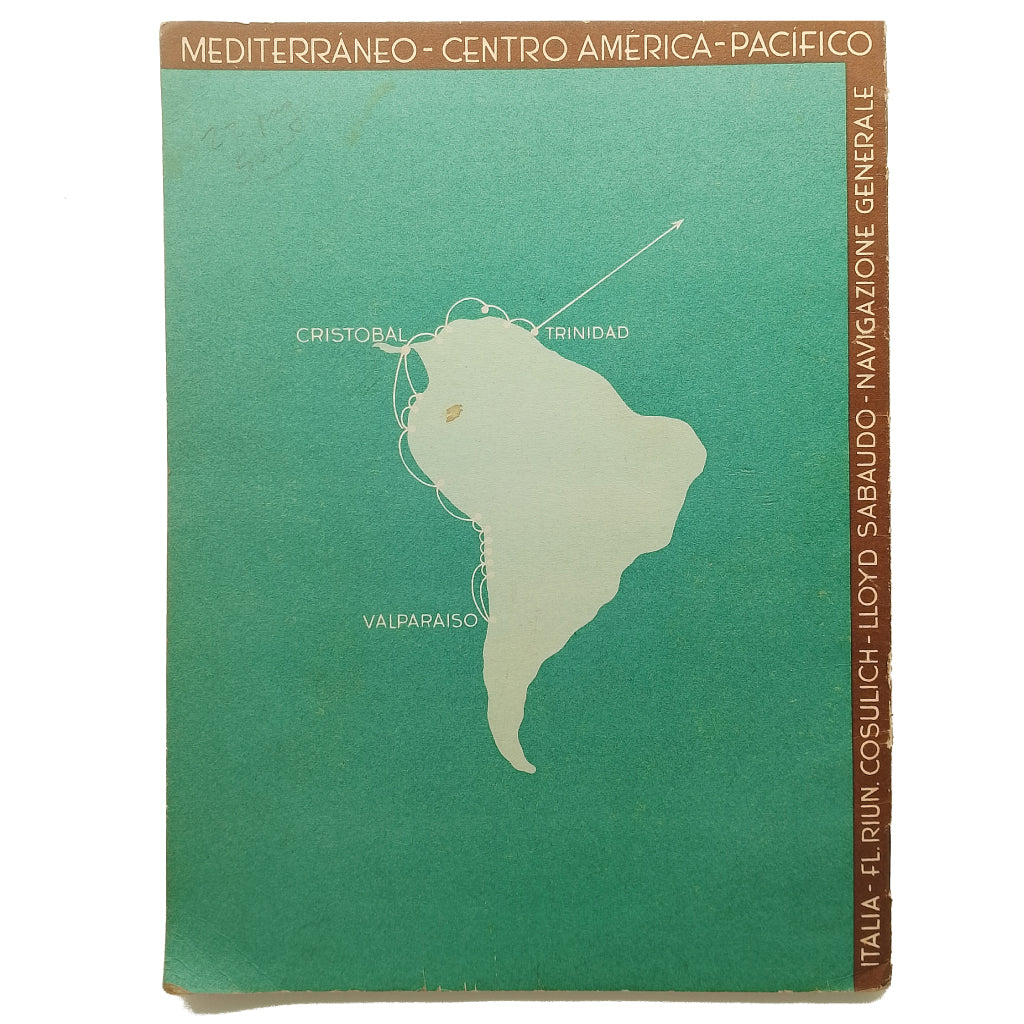 MEDITERRÁNEO - CENTRO AMÉRICA - PACÍFICO
ITALIA - FL. RIUN. COSULICH - LLOYD SABAUDO - NAVIGAZIONE GENERALE
CRISTOBAL
TRINIDAD
VALPARAISO